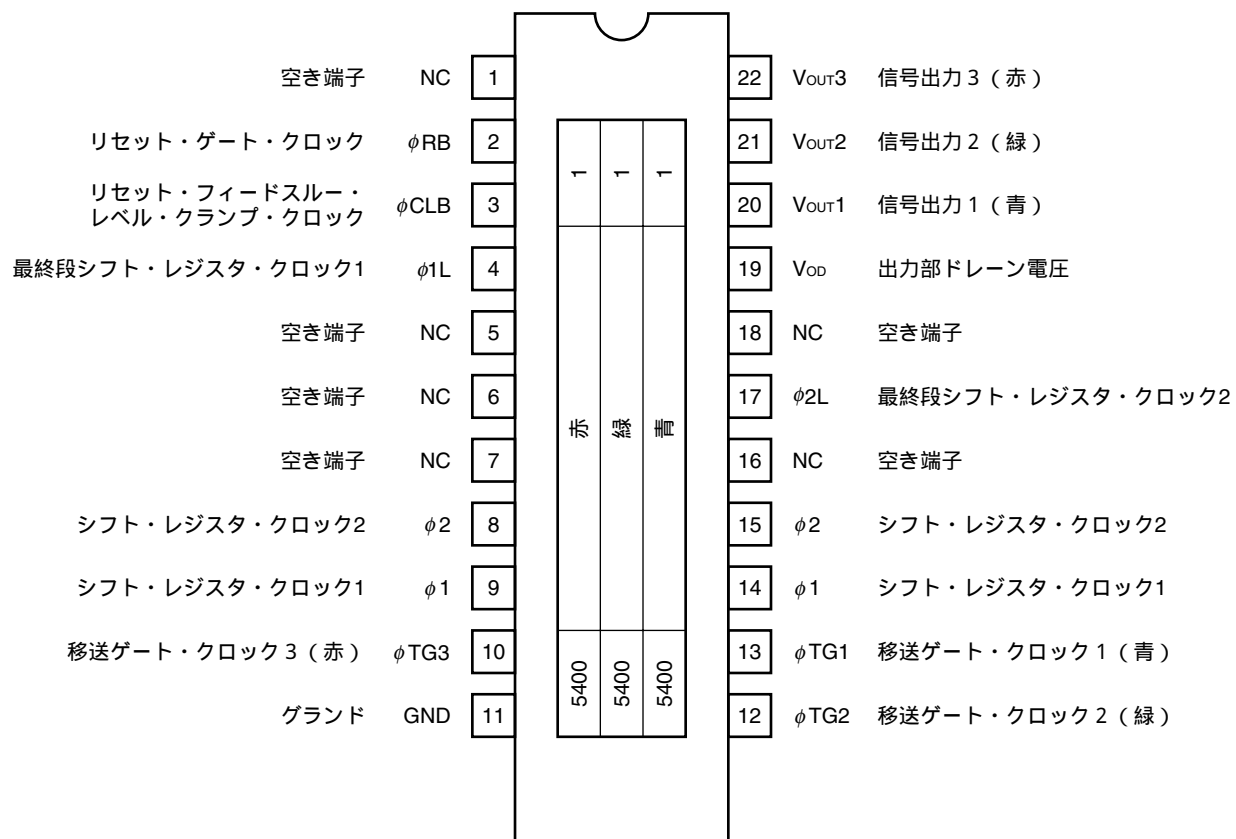 空き端子 NC 1
リセット・ゲート・クロック φRB 2
リセット・フィードスルー・
レベル・クランプ・クロック φCLB 3
最終段シフト・レジスタ・クロック1 φ1L 4
空き端子 NC 5
空き端子 NC 6
空き端子 NC 7
シフト・レジスタ・クロック2 φ2 8
シフト・レジスタ・クロック1 φ1 9
移送ゲート・クロック3（赤） φTG3 10
グランド GND 11
1 1 1
赤 緑 青
5400 5400 5400
22 VOUT3 信号出力3（赤）
21 VOUT2 信号出力2（緑）
20 VOUT1 信号出力1（青）
19 VOD 出力部ドレーン電圧
18 NC 空き端子
17 φ2L 最終段シフト・レジスタ・クロック2
16 NC 空き端子
15 φ2 シフト・レジスタ・クロック2
14 φ1 シフト・レジスタ・クロック1
13 φTG1 移送ゲート・クロック1（青）
12 φTG2 移送ゲート・クロック2（緑）